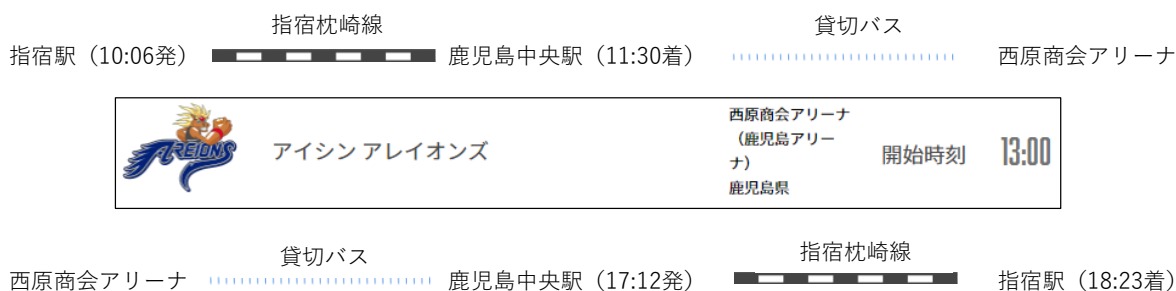 指宿枕崎線 貸切バス
指宿駅（10:06発） 鹿児島中央駅（11:30着） 西原商会アリーナ
AREIONS
アイシン アレイオンズ
西原商会アリーナ
（鹿児島アリー
ナ）
鹿児島県
開始時刻 13:00
貸切バス 指宿枕崎線
西原商会アリーナ 鹿児島中央駅（17:12発） 指宿駅（18:23着）